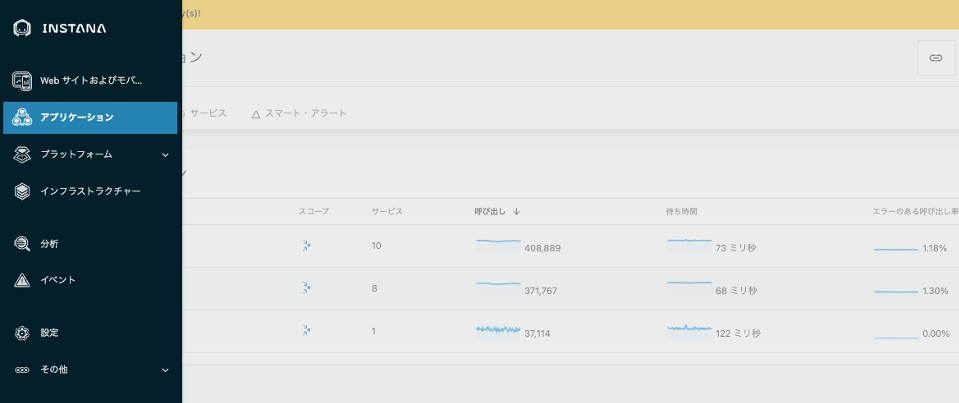 INSTANA
y(s)!
Web サイトおよびモバ...
ョン
アプリケーション
サービス
スマート・アラート
プラットフォーム
ン
インフラストラクチャー
スコープ サービス 呼び出し ↓ 待ち時間 エラーのある呼び出し率
分析
10 408,889 73 ミリ秒 1.18%
イベント
8 371,767 68 ミリ秒 1.30%
設定
1 37,114 122 ミリ秒 0.00%
その他